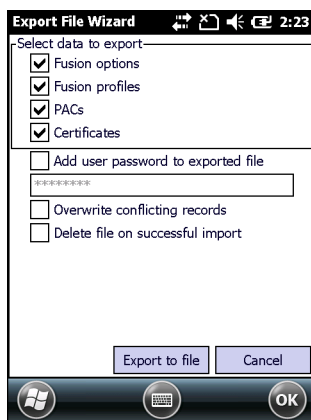 Export File Wizard 2:23
Select data to export
Fusion options
Fusion profiles
PACs
Certificates
Add user password to exported file
********
Overwrite conflicting records
Delete file on successful import
Export to file Cancel
OK